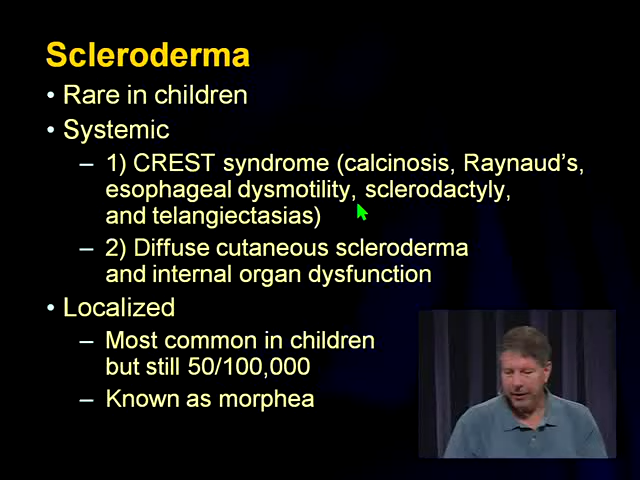 Scleroderma
• Rare in children
• Systemic
– 1) CREST syndrome (calcinosis, Raynaud's,
esophageal dysmotility, sclerodactyly,
and telangiectasias)
– 2) Diffuse cutaneous scleroderma
and internal organ dysfunction
• Localized
– Most common in children
but still 50/100,000
– Known as morphea